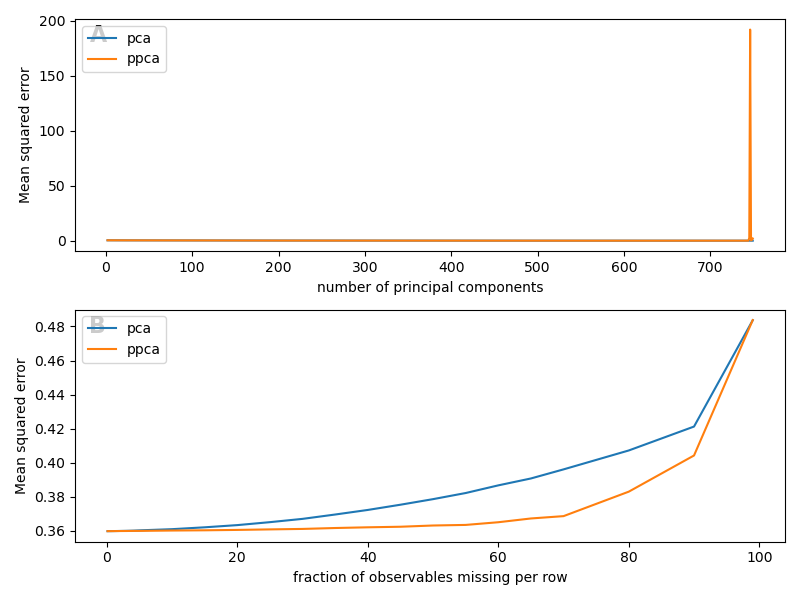 A
pca
ppca
Mean squared error
200
150
100
50
0
0 100 200 300 400 500 600 700
number of principal components
B
pca
ppca
Mean squared error
0.48
0.46
0.44
0.42
0.40
0.38
0.36
0 20 40 60 80 100
fraction of observables missing per row